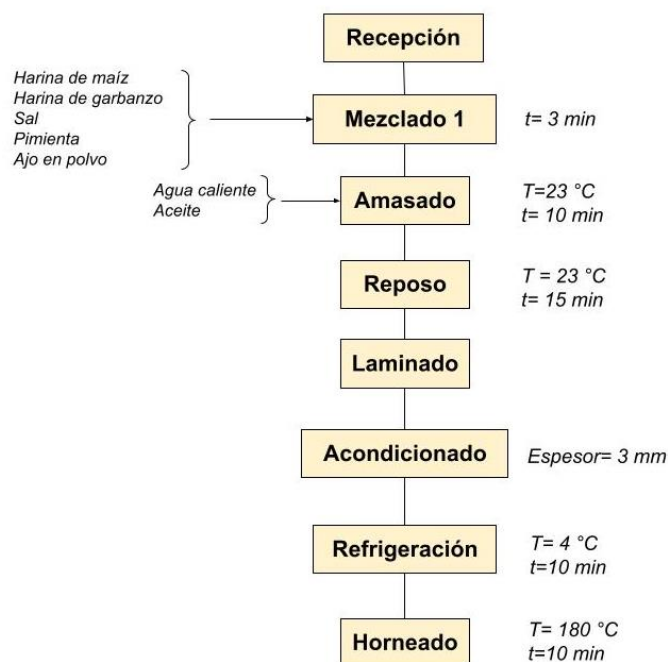 Recepción
Harina de maíz
Harina de garbanzo
Sal
Pimienta
Ajo en polvo
Mezclado 1
t= 3 min
Agua caliente
Aceite
Amasado
T=23 °C
t= 10 min
Reposo
T = 23 °C
t= 15 min
Laminado
Acondicionado
Espesor= 3 mm
Refrigeración
T= 4 °C
t=10 min
Horneado
T= 180 °C
t=10 min